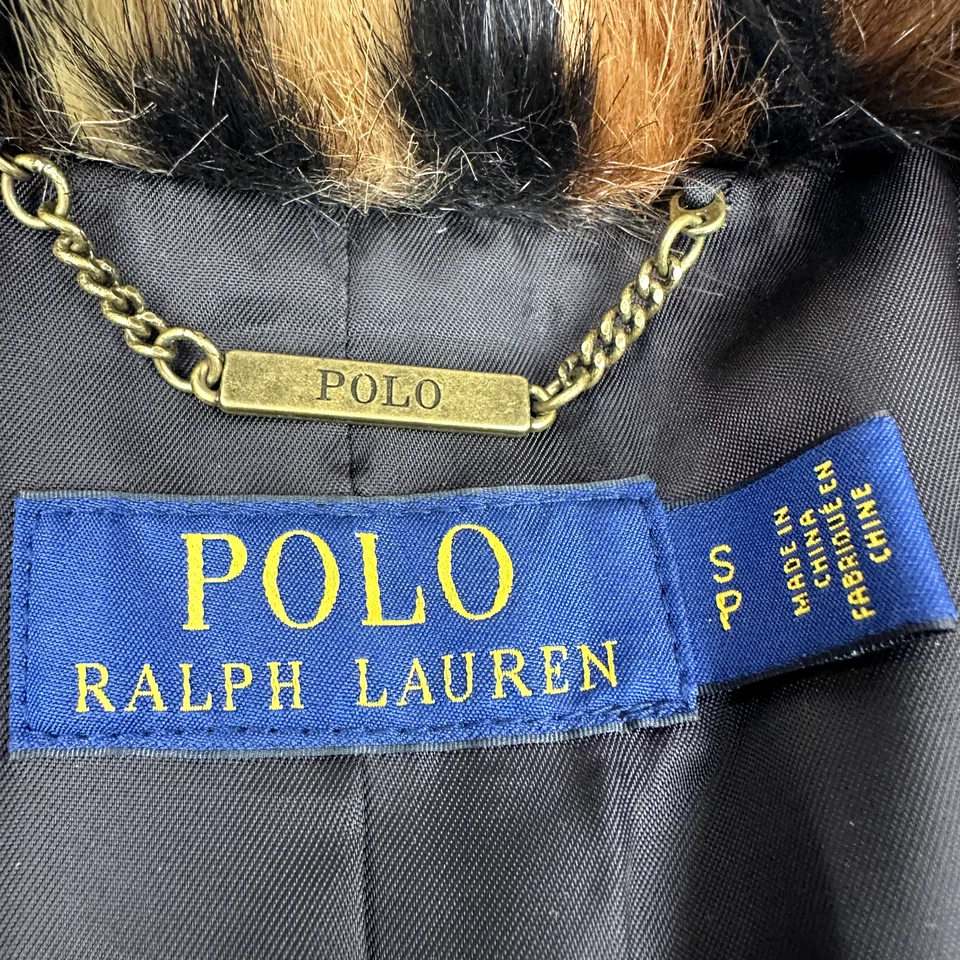 POLO
POLO
RALPH LAUREN
S
P
MADE IN
CHINA
FABRIQUÉ EN
CHINE